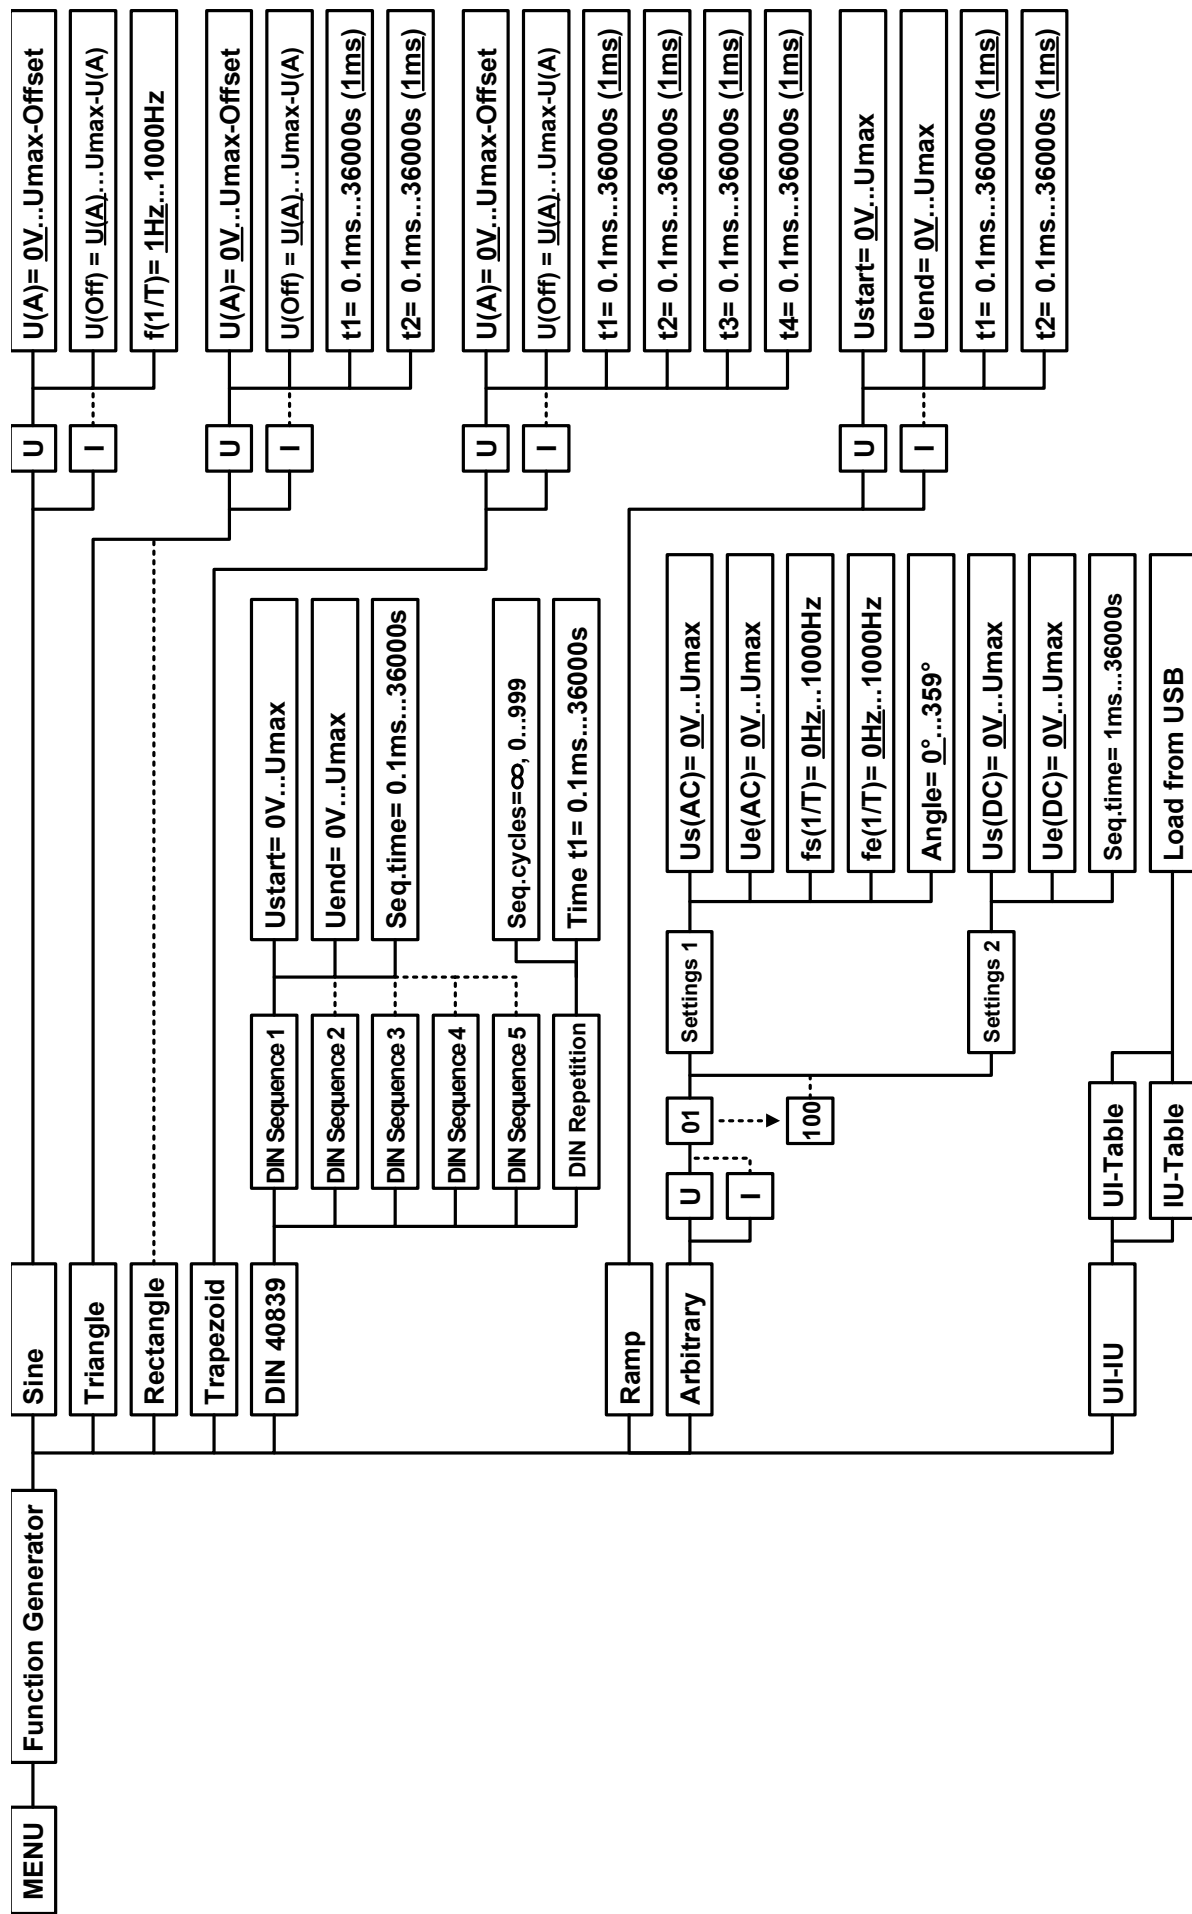 MENU
Function Generator
Sine
U
I
U(A)= 0V...Umax-Offset
U(Off) = U(A)...Umax-U(A)
f(1/T)= 1Hz...1000Hz
Triangle
Rectangle
U
I
U(A)= 0V...Umax-Offset
U(Off) = U(A)...Umax-U(A)
t1= 0.1ms...36000s (1ms)
t2= 0.1ms...36000s (1ms)
Trapezoid
U
I
U(A)= 0V...Umax-Offset
U(Off) = U(A)...Umax-U(A)
t1= 0.1ms...36000s (1ms)
t2= 0.1ms...36000s (1ms)
t3= 0.1ms...36000s (1ms)
t4= 0.1ms...36000s (1ms)
DIN 40839
DIN Sequence 1
DIN Sequence 2
DIN Sequence 3
DIN Sequence 4
DIN Sequence 5
Ustart= 0V...Umax
Uend= 0V...Umax
Seq.time= 0.1ms...36000s
DIN Repetition
Seq.cycles=∞, 0...999
Time t1= 0.1ms...36000s
Ramp
U
I
Ustart= 0V...Umax
Uend= 0V...Umax
t1= 0.1ms...36000s (1ms)
t2= 0.1ms...36000s (1ms)
Arbitrary
U
I
01
100
Settings 1
Us(AC)= 0V...Umax
Ue(AC)= 0V...Umax
fs(1/T)= 0Hz...1000Hz
fe(1/T)= 0Hz...1000Hz
Angle= 0°...359°
Settings 2
Us(DC)= 0V...Umax
Ue(DC)= 0V...Umax
Seq.time= 1ms...36000s
UI-IU
UI-Table
IU-Table
Load from USB